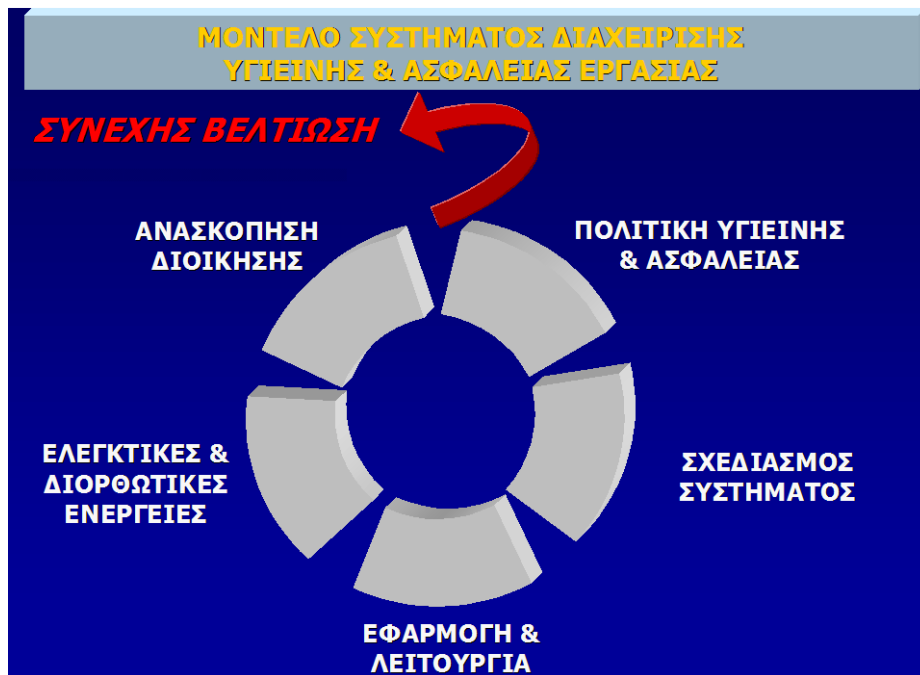 ΜΟΝΤΕΛΟ ΣΥΣΤΗΜΑΤΟΣ ΔΙΑΧΕΙΡΙΣΗΣ
ΥΓΙΕΙΝΗΣ & ΑΣΦΑΛΕΙΑΣ ΕΡΓΑΣΙΑΣ
ΣΥΝΕΧΗΣ ΒΕΛΤΙΩΣΗ
ΑΝΑΣΚΟΠΗΣΗ
ΔΙΟΙΚΗΣΗΣ
ΠΟΛΙΤΙΚΗ ΥΓΙΕΙΝΗΣ
& ΑΣΦΑΛΕΙΑΣ
ΕΛΕΓΚΤΙΚΕΣ &
ΔΙΟΡΘΩΤΙΚΕΣ
ΕΝΕΡΓΕΙΕΣ
ΣΧΕΔΙΑΣΜΟΣ
ΣΥΣΤΗΜΑΤΟΣ
ΕΦΑΡΜΟΓΗ &
ΛΕΙΤΟΥΡΓΙΑ